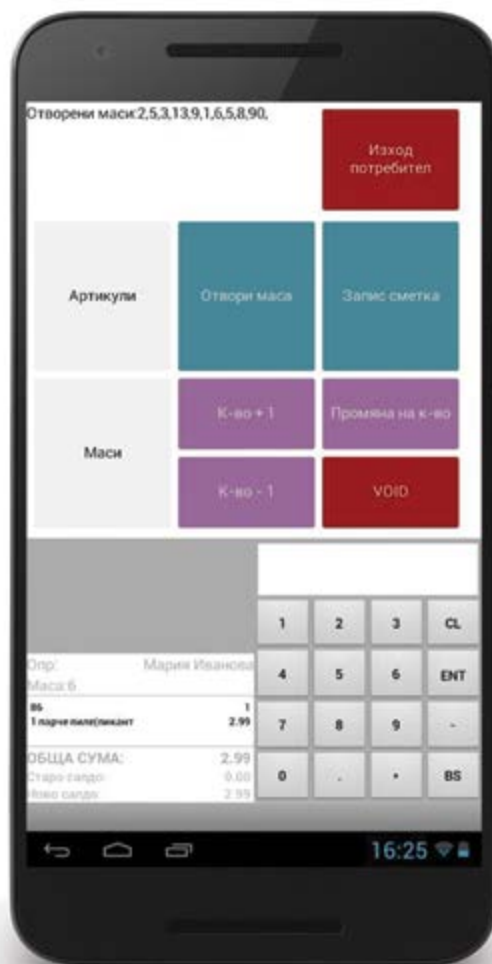 Отворени маси:2,5,3,13,9,1,6,5,8,90,
Изход
потребител
Артикули
Отвори маса
Запис сметка
Маси
К-во + 1
Промяна на к-во
К-во - 1
VOID
1 2 3 CL
4 5 6 ENT
7 8 9 -
0 . • BS
Опр: Мария Иванова
Маса:6
86 1
1 парче пиле(пикант 2.99
ОБЩА СУМА: 2.99
Старо салдо: 0.00
Ново салдо: 2.99
16:25